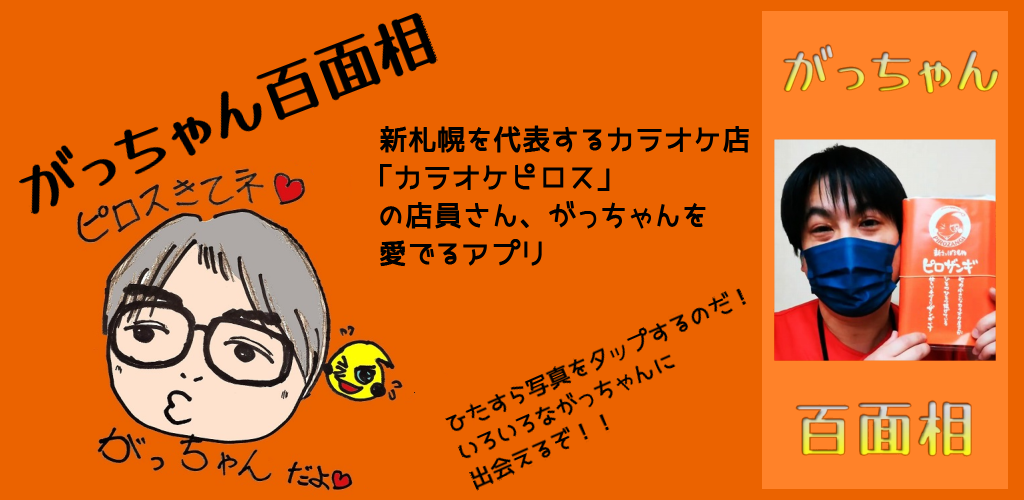 がっちゃん百面相
ピロスきてネ
がっちゃん だよ
新札幌を代表するカラオケ店
「カラオケピロス」
の店員さん、がっちゃんを
愛でるアプリ
ひたすら写真をタップするのだ！
いろいろながっちゃんに
出会えるぞ！！
がっちゃん
ピロザンギ
百面相